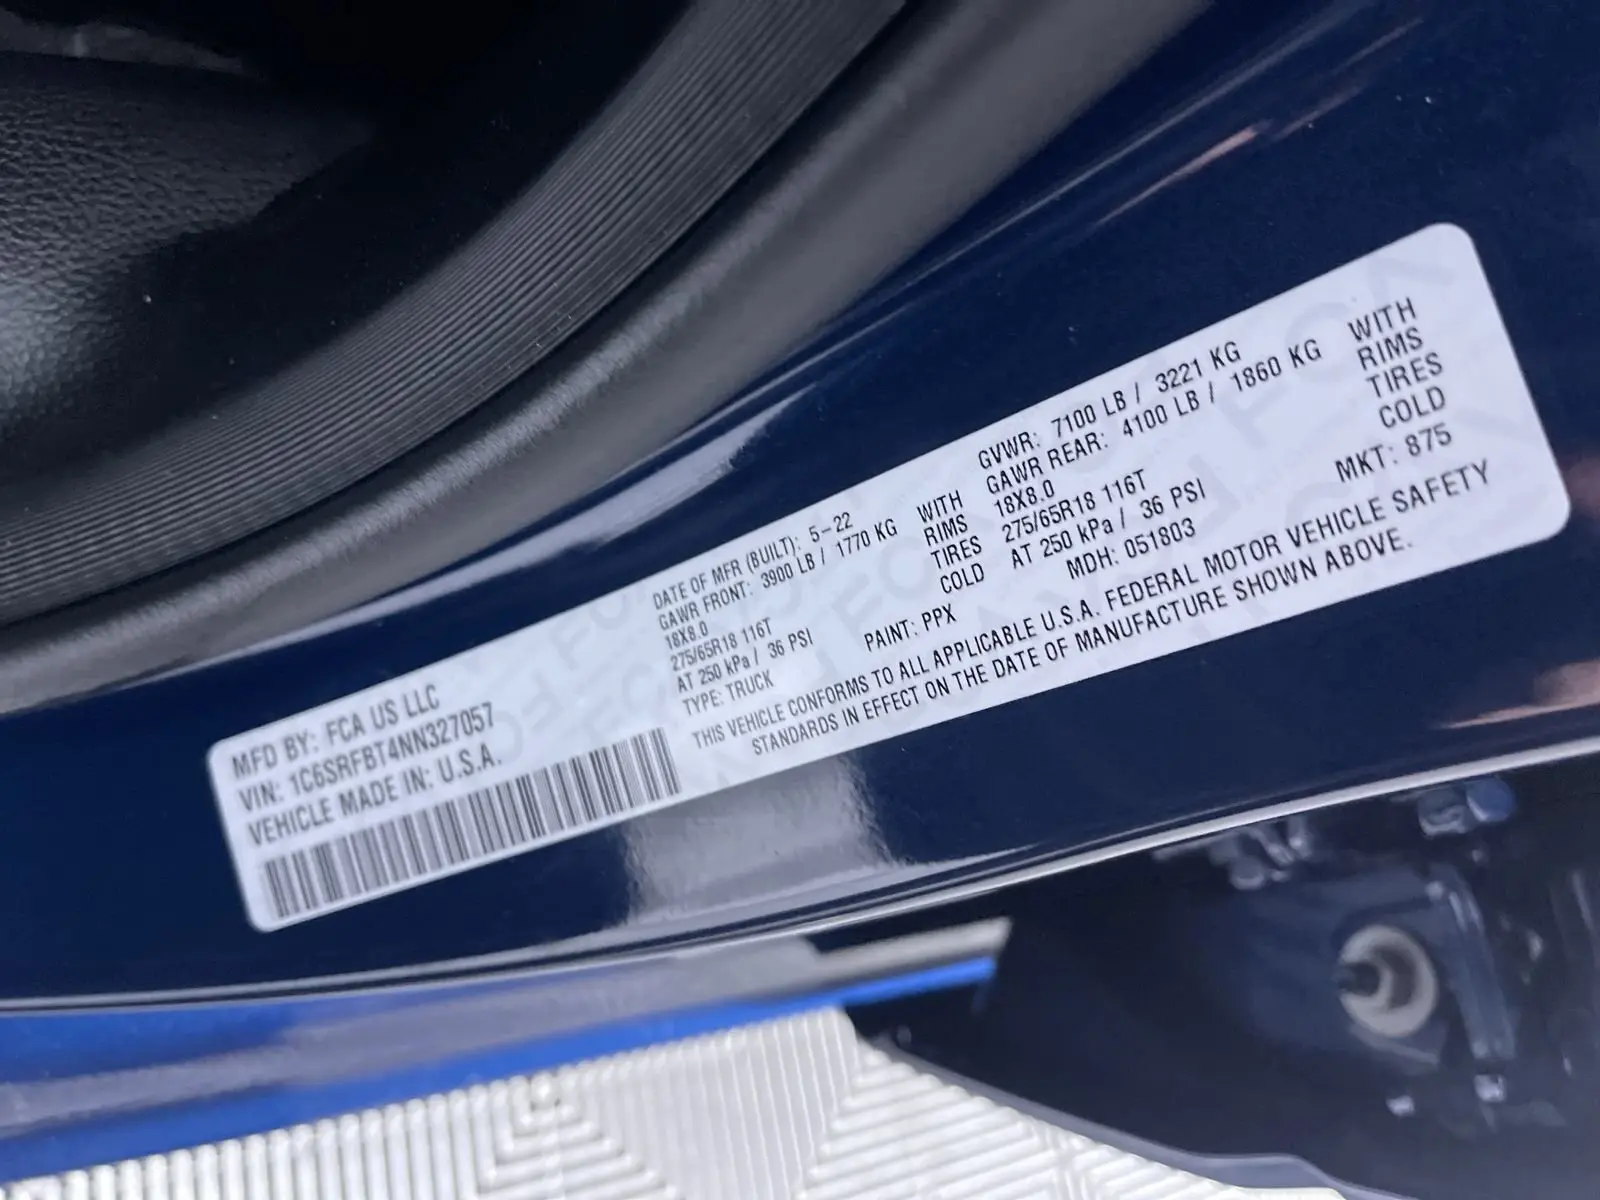 MFD BY: FCA US LLC
VIN: 1C6SRFBT4NN327057
VEHICLE MADE IN: U.S.A.
DATE OF MFR (BUILT): 5-22
GAWR FRONT: 3900 LB / 1770 KG WITH
18X8.0 RIMS
275/65R18 116T TIRES
AT 250 kPa / 36 PSI COLD
TYPE: TRUCK
PAINT: PPX
GVWR: 7100 LB / 3221 KG
GAWR REAR: 4100 LB / 1860 KG WITH
18X8.0 RIMS
275/65R18 116T TIRES
AT 250 kPa / 36 PSI COLD
MDH: 051803 MKT: 875
THIS VEHICLE CONFORMS TO ALL APPLICABLE U.S.A. FEDERAL MOTOR VEHICLE SAFETY
STANDARDS IN EFFECT ON THE DATE OF MANUFACTURE SHOWN ABOVE.